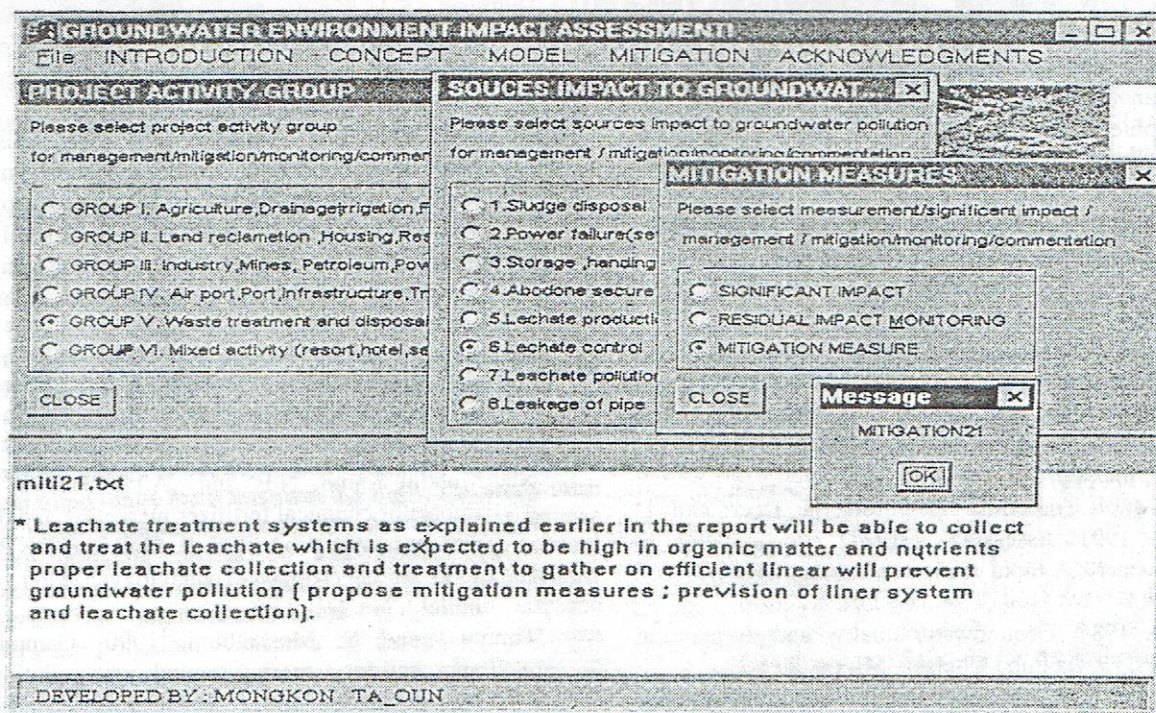 GROUNDWATER ENVIRONMENT IMPACT ASSESSMENT!
File INTRODUCTION CONCEPT MODEL MITIGATION ACKNOWLEDGMENTS
PROJECT ACTIVITY GROUP
Please select project activity group
for management/mitigation/monitoring/commen
GROUP I. Agriculture,Drainage,irrigation,F
GROUP II. Land reclametion ,Housing,Res
GROUP III. Industry,Mines, Petroleum,Pow
GROUP IV. Air port,Port,Infrastructure,Tr
GROUP V. Waste treatment and disposal
GROUP VI. Mixed activity (resort,hotel,se
CLOSE
SOUCES IMPACT TO GROUNDWAT...
Please select sources impact to groundwater pollution
for management / mitigation/monitoring/commentation
1.Sludge disposal
2.Power failure(se
3.Storage ,handing
4.Abodone secure
5.Lechate producti
6.Lechate control
7.Leachate pollution
8.Leakage of pipe
MITIGATION MEASURES
Please select measurement/significant impact /
management / mitigation/monitoring/commentation
SIGNIFICANT IMPACT
RESIDUAL IMPACT MONITORING
MITIGATION MEASURE
CLOSE
Message
MITIGATION21
OK
miti21.txt
* Leachate treatment systems as explained earlier in the report will be able to collect
and treat the leachate which is expected to be high in organic matter and nutrients
proper leachate collection and treatment to gather on efficient linear will prevent
groundwater pollution [ propose mitigation measures ; prevision of liner system
and leachate collection].
DEVELOPED BY : MONGKON TA_OUN